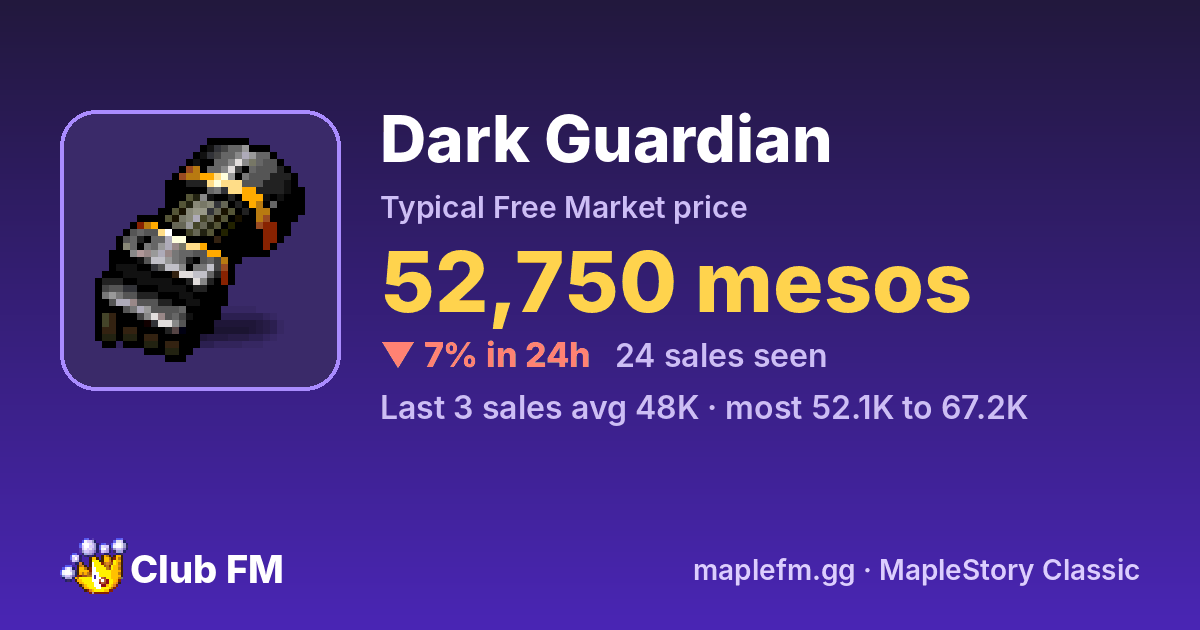 Dark Guardian
Typical Free Market price
52,750 mesos
▼ 7% in 24h 24 sales seen
Last 3 sales avg 48K · most 52.1K to 67.2K
Club FM
maplefm.gg · MapleStory Classic